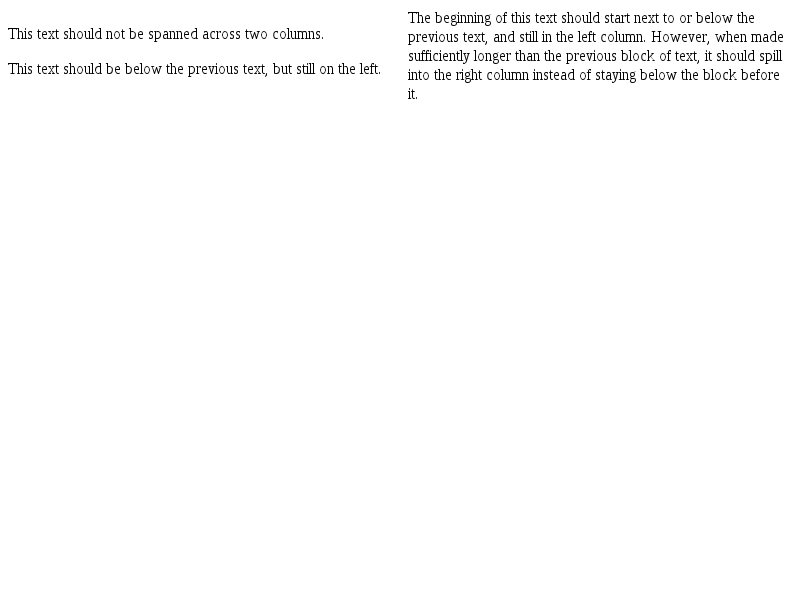 This text should not be spanned across two columns.
This text should be below the previous text, but still on the left.
The beginning of this text should start next to or below the
previous text, and still in the left column. However, when made
sufficiently longer than the previous block of text, it should spill
into the right column instead of staying below the block before
it.